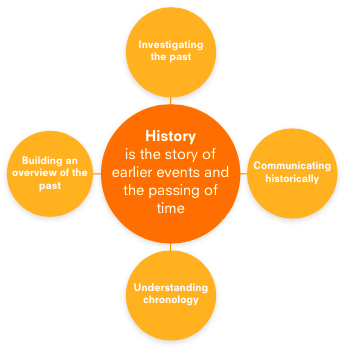 Investigating
the past
History
is the story of
earlier events and
the passing of
time
Building an
overview of the
past
Communicating
historically
Understanding
chronology